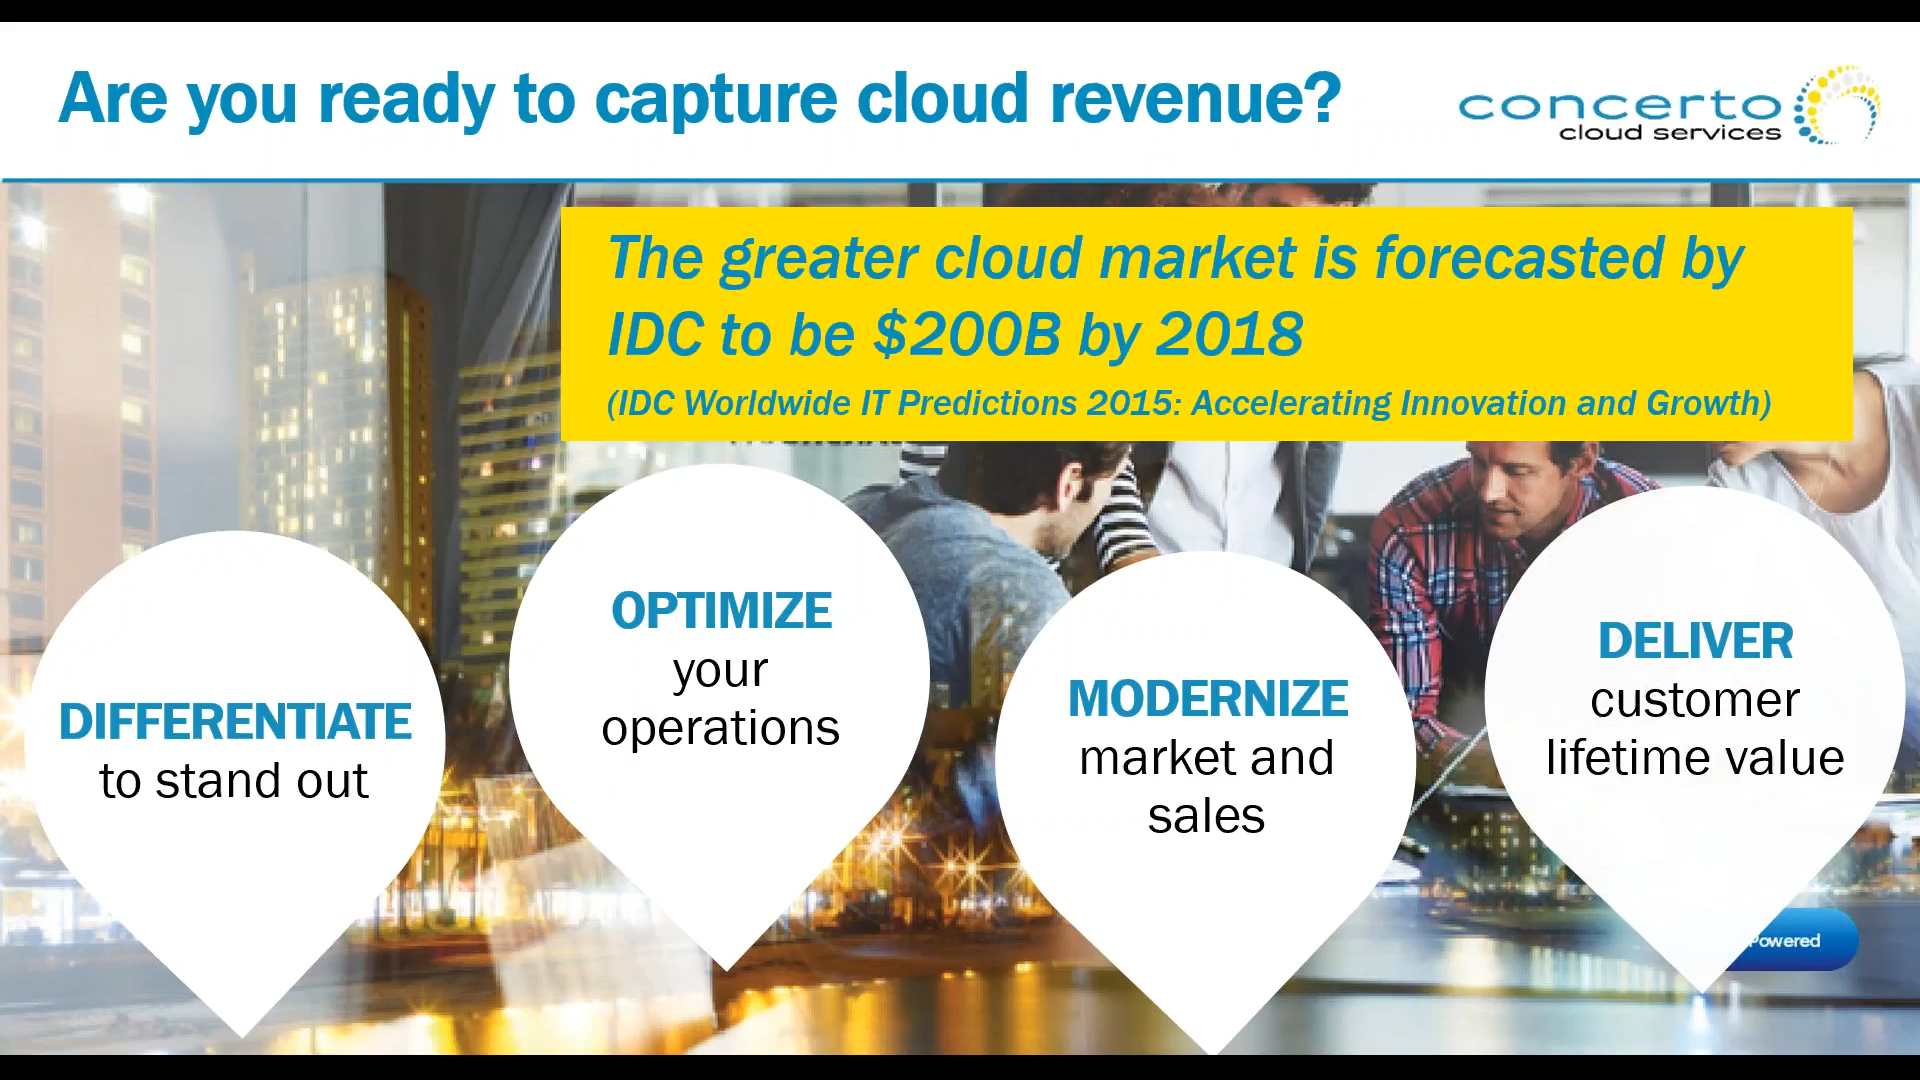 Are you ready to capture cloud revenue?
concerto
cloud services
The greater cloud market is forecasted by
IDC to be $200B by 2018
(IDC Worldwide IT Predictions 2015: Accelerating Innovation and Growth)
DIFFERENTIATE
to stand out
OPTIMIZE
your
operations
MODERNIZE
market and
sales
DELIVER
customer
lifetime value
Powered